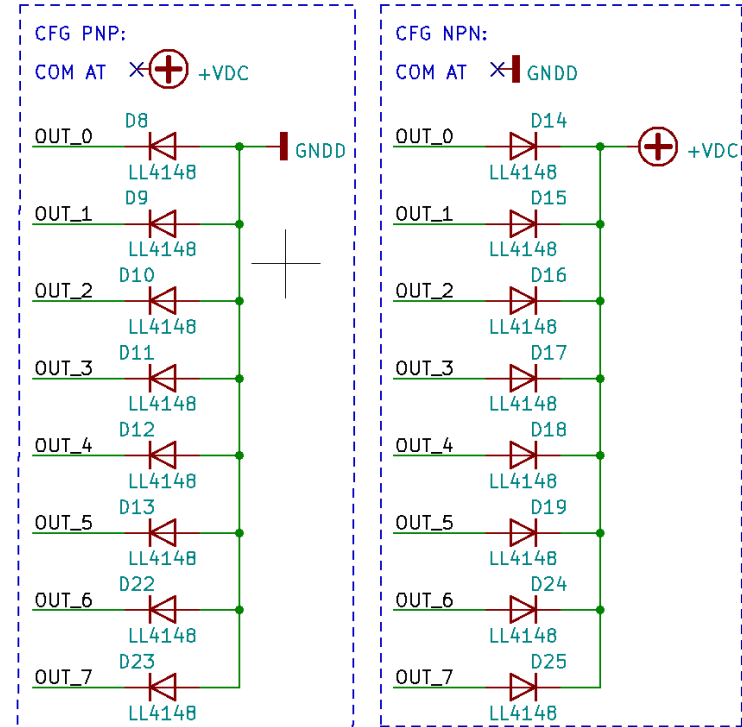 CFG PNP:
COM AT +VDC
D8
OUT_0
LL4148
GNDD
D9
OUT_1
LL4148
D10
OUT_2
LL4148
D11
OUT_3
LL4148
D12
OUT_4
LL4148
D13
OUT_5
LL4148
D22
OUT_6
LL4148
D23
OUT_7
LL4148
CFG NPN:
COM AT GNDD
D14
OUT_0
LL4148
+VDC
D15
OUT_1
LL4148
D16
OUT_2
LL4148
D17
OUT_3
LL4148
D18
OUT_4
LL4148
D19
OUT_5
LL4148
D24
OUT_6
LL4148
D25
OUT_7
LL4148